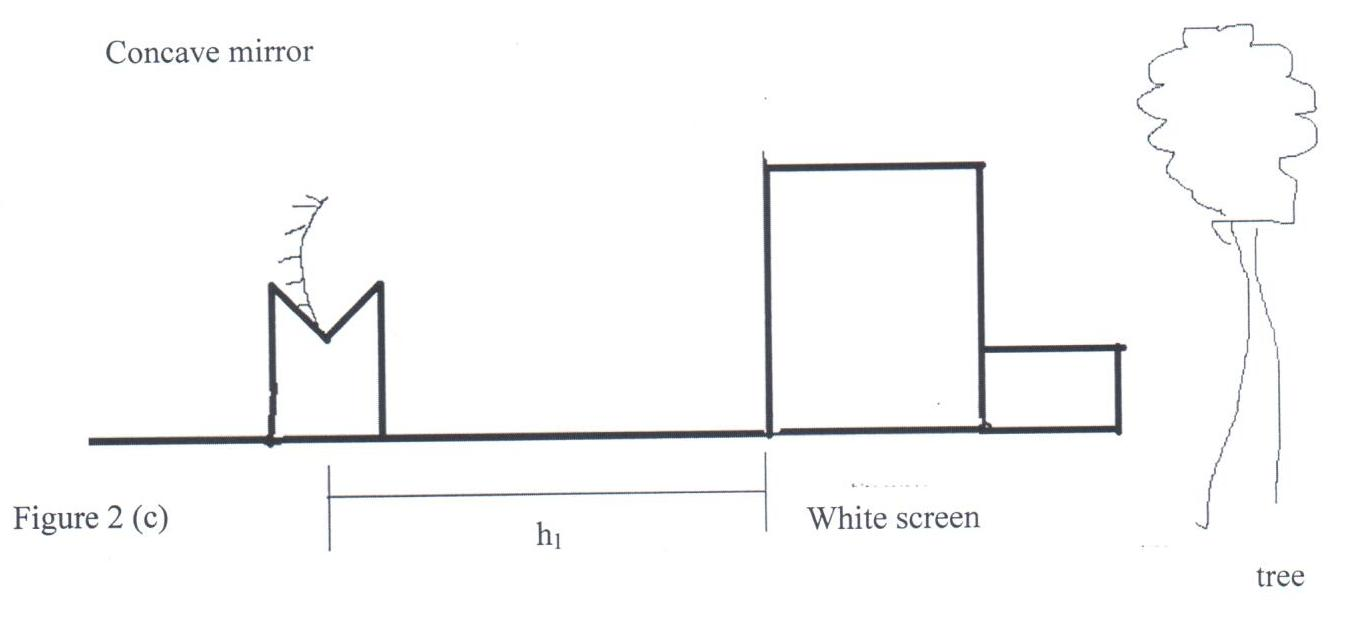 Concave mirror
Figure 2 (c)
h₁
White screen
tree